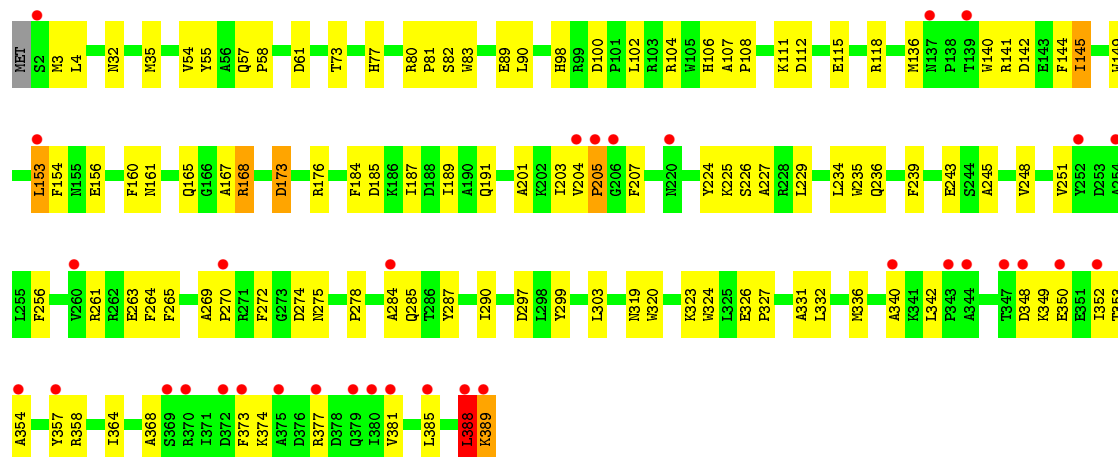 MET S2 M3 L4 N32 M35 V54 Y55 A56 Q57 P58 D61 T73 H77 R80 P81 S82 W83 E89 L90 H98 R99 D100 P101 L102 R103 R104 W105 H106 A107 P108 K111 D112 E115 R118 M136 N137 P138 T139 W140 R141 D142 E143 F144 I145 W149
L153 F154 N155 E156 F160 N161 Q165 G166 A167 R168 D173 R176 F184 D185 K186 I187 D188 I189 A190 Q191 A201 K202 I203 V204 P205 G206 F207 N220 Y224 K225 S226 A227 R228 L229 L234 W235 Q236 F239 E243 S244 A245 V248 V251 Y252 D253 A254
L255 F256 V260 R261 R262 E263 F264 F265 A269 P270 R271 F272 G273 D274 N275 P278 A284 Q285 T286 Y287 I290 D297 L298 Y299 L303 N319 W320 K323 W324 L325 E326 P327 A331 L332 M336 A340 K341 L342 P343 A344 T347 D348 K349 E350 E351 I352 T353
A354 Y357 R358 I364 A368 S369 R370 I371 D372 F373 K374 A375 D376 R377 D378 Q379 I380 V381 L385 L388 K389